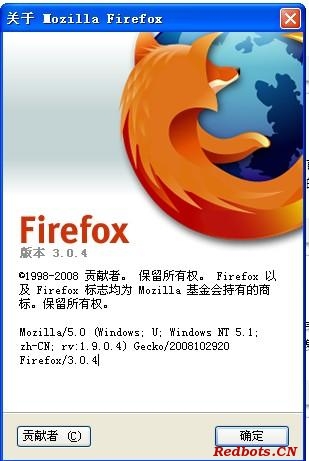 关于 Mozilla Firefox
Firefox
版本 3.0.4
©1998-2008 贡献者。 保留所有权。 Firefox 以
及 Firefox 标志均为 Mozilla 基金会持有的商
标。保留所有权。
Mozilla/5.0 (Windows; U; Windows NT 5.1;
zh-CN; rv:1.9.0.4) Gecko/2008102920
Firefox/3.0.4
贡献者 (C)
确定
Redbots.CN